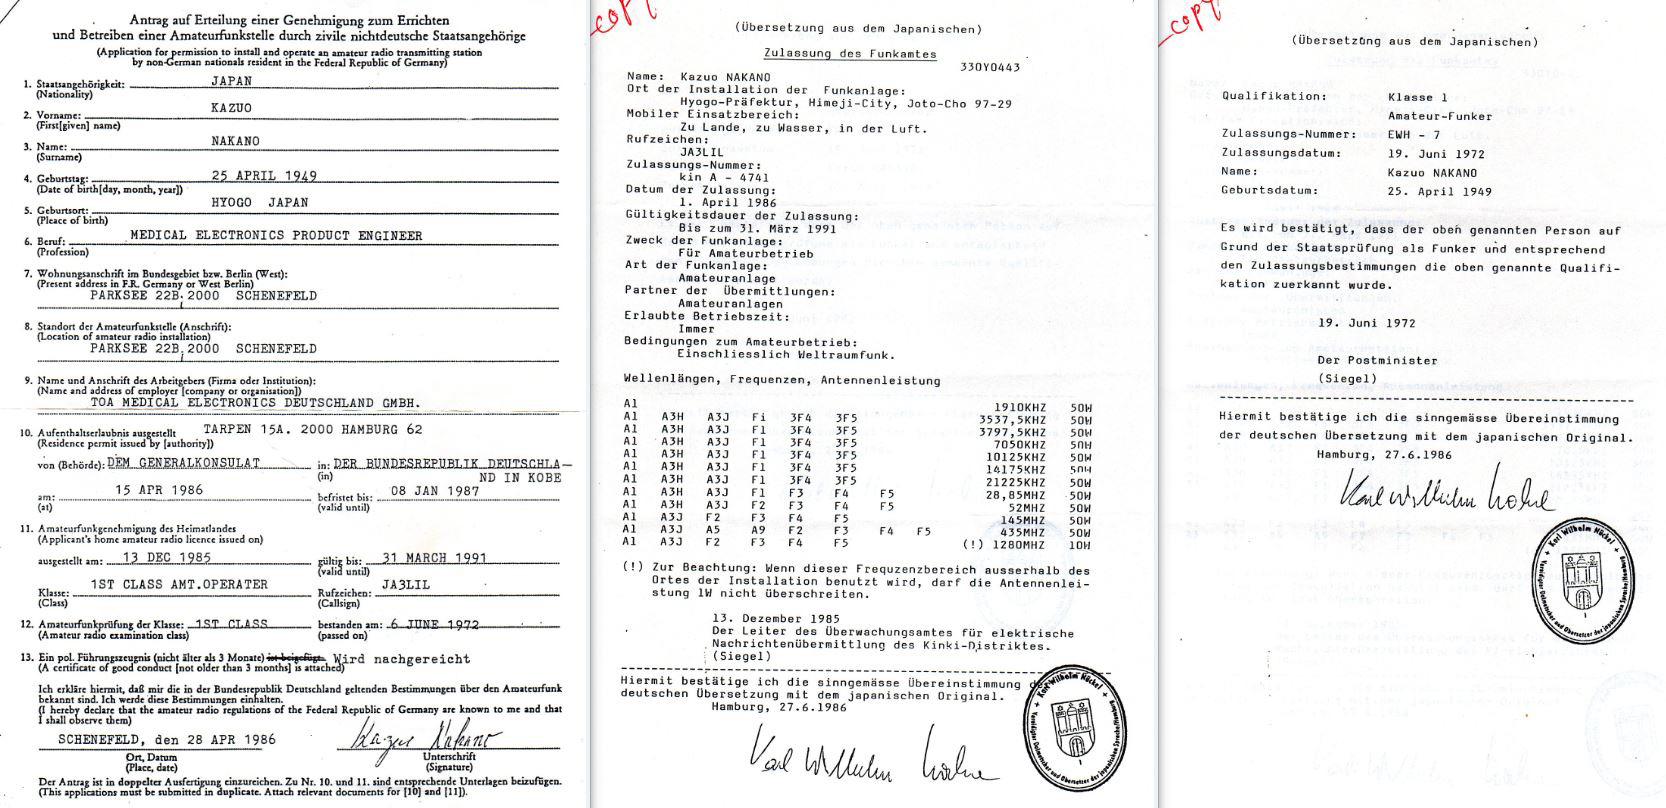 Antrag auf Erteilung einer Genehmigung zum Errichten
und Betreiben einer Amateurfunkstelle durch zivile nichtdeutsche Staatsangehörige
(Application for permission to install and operate an amateur radio transmitting station
by non-German nationals resident in the Federal Republic of Germany)
1. Staatsangehörigkeit: JAPAN
(Nationality)
2. Vorname: KAZUO
(First[given] name)
3. Name: NAKANO
(Surname)
4. Geburtstag: 25 APRIL 1949
(Date of birth[day, month, year])
5. Geburtsort: HYOGO JAPAN
(Pleace of birth)
6. Beruf: MEDICAL ELECTRONICS PRODUCT ENGINEER
(Profession)
7. Wohnungsanschrift im Bundesgebiet bzw. Berlin (West):
(Present address in F.R. Germany or West Berlin)
PARKSEE 22B, 2000 SCHENEFELD
8. Standort der Amateurfunkstelle (Anschrift):
(Location of amateur radio installation)
PARKSEE 22B, 2000 SCHENEFELD
9. Name und Anschrift des Arbeitgebers (Firma oder Institution):
(Name and address of employer [company or organisation])
TOA MEDICAL ELECTRONICS DEUTSCHLAND GMBH.
10. Aufenthaltserlaubnis ausgestellt TARPEN 15A. 2000 HAMBURG 62
(Residence permit issued by [authority])
von (Behörde): DEM GENERALKONSULAT in: DER BUNDESREPUBLIK DEUTSCHLA—
(in) ND IN KOBE
am: 15 APR 1986 befristet bis: 08 JAN 1987
(at) (valid until)
11. Amateurfunkgenehmigung des Heimatlandes
(Applicant's home amateur radio licence issued on)
ausgestellt am: 13 DEC 1985 gültig bis: 31 MARCH 1991
(valid until)
Klasse: 1ST CLASS AMT.OPERATER Rufzeichen: JA3LIL
(Class) (Callsign)
12. Amateurfunkprüfung der Klasse: 1ST CLASS bestanden am: 6 JUNE 1972
(Amateur radio examination class) (passed on)
13. Ein pol. Führungszeugnis (nicht älter als 3 Monate) ist beigefügt. Wird nachgereicht
(A certificate of good conduct [not older than 3 months] is attached)
Ich erkläre hiermit, daß mir die in der Bundesrepublik Deutschland geltenden Bestimmungen über den Amateurfunk
bekannt sind. Ich werde diese Bestimmungen einhalten.
(I hereby declare that the amateur radio regulations of the Federal Republic of Germany are known to me and that
I shall observe them)
SCHENEFELD, den 28 APR 1986 Kazuo Nakano
Ort, Datum Unterschrift
(Place, date) (Signature)
Der Antrag ist in doppelter Ausfertigung einzureichen. Zu Nr. 10. und 11. sind entsprechende Unterlagen beizufügen.
(This applications must be submitted in duplicate. Attach relevant documents for [10] and [11]).
copy
(Übersetzung aus dem Japanischen)
Zulassung des Funkamtes
330Y0443
Name: Kazuo NAKANO
Ort der Installation der Funkanlage:
Hyogo-Präfektur, Himeji-City, Joto-Cho 97-29
Mobiler Einsatzbereich:
Zu Lande, zu Wasser, in der Luft.
Rufzeichen:
JA3LIL
Zulassungs-Nummer:
kin A - 4741
Datum der Zulassung:
1. April 1986
Gültigkeitsdauer der Zulassung:
Bis zum 31. März 1991
Zweck der Funkanlage:
Für Amateurbetrieb
Art der Funkanlage:
Amateuranlage
Partner der Übermittlungen:
Amateuranlagen
Erlaubte Betriebszeit:
Immer
Bedingungen zum Amateurbetrieb:
Einschliesslich Weltraumfunk.
Wellenlängen, Frequenzen, Antennenleistung
A1 1910KHZ 50W
A1 A3H A3J Fi 3F4 3F5 3537,5KHZ 50W
A1 A3H A3J F1 3F4 3F5 3797,5KHZ 50W
A1 A3H A3J F1 3F4 3F5 7050KHZ 50W
A1 A3H A3J F1 3F4 3F5 10125KHZ 50W
A1 A3H A3J F1 3F4 3F5 14175KHZ 50W
A1 A3H A3J F1 3F4 3F5 21225KHZ 50W
A1 A3H A3J F1 F3 F4 F5 28,85MHZ 50W
A1 A3H A3J F2 F3 F4 F5 52MHZ 50W
A1 A3J F2 F3 F4 F5 145MHZ 50W
A1 A3J A5 A9 F2 F3 F4 F5 435MHZ 50W
A1 A3J F2 F3 F4 F5 (!) 1280MHZ 10W
(!) Zur Beachtung: Wenn dieser Frequzenzbereich ausserhalb des
Ortes der Installation benutzt wird, darf die Antennenlei-
stung 1W nicht überschreiten.
13. Dezember 1985
Der Leiter des Überwachungsamtes für elektrische
Nachrichtenübermittlung des Kinki-Distriktes.
(Siegel)
Hiermit bestätige ich die sinngemässe Übereinstimmung der
deutschen Übersetzung mit dem japanischen Original.
Hamburg, 27.6.1986
Karl Wilhelm
copy
(Übersetzung aus dem Japanischen)
Qualifikation: Klasse 1
Amateur-Funker
Zulassungs-Nummer: EWH - 7
Zulassungsdatum: 19. Juni 1972
Name: Kazuo NAKANO
Geburtsdatum: 25. April 1949
Es wird bestätigt, dass der oben genannten Person auf
Grund der Staatsprüfung als Funker und entsprechend
den Zulassungsbestimmungen die oben genannte Qualifi-
kation zuerkannt wurde.
19. Juni 1972
Der Postminister
(Siegel)
Hiermit bestätige ich die sinngemässe Übereinstimmung
der deutschen Übersetzung mit dem japanischen Original.
Hamburg, 27.6.1986
Karl Wilhelm